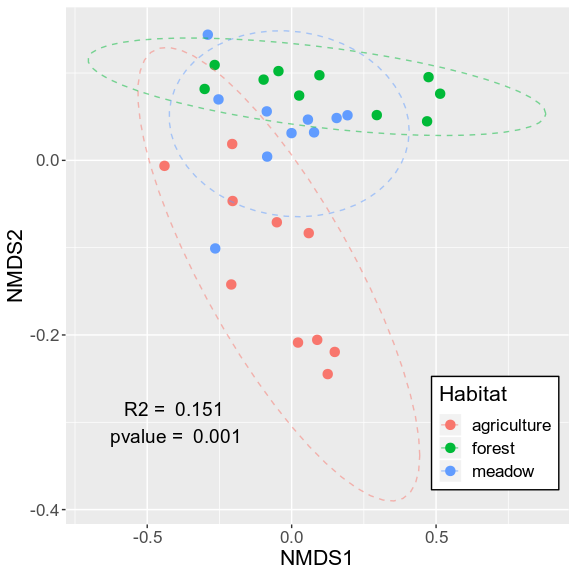 0.0
-0.2
-0.4
NMDS2
R2 = 0.151
pvalue = 0.001
Habitat
agriculture
forest
meadow
-0.5 0.0 0.5
NMDS1